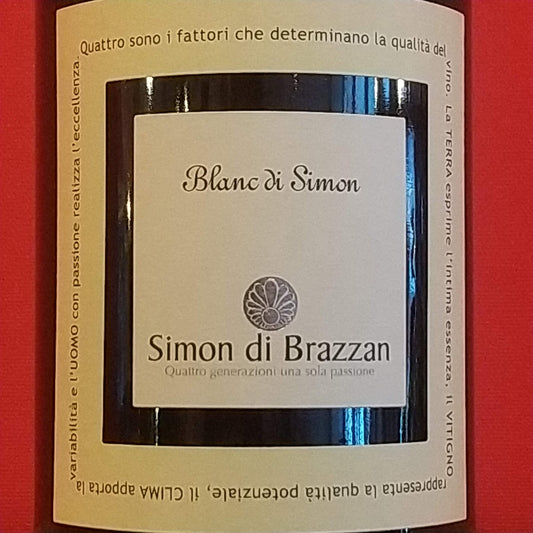 Quattro sono i fattori che determinano la qualità del
vino. La TERRA esprime l'intima essenza, il VITIGNO
rappresenta la qualità potenziale, il CLIMA apporta la
variabilità e l'UOMO con passione realizza l'eccellenza.
Blanc di Simon
Simon di Brazzan
Quattro generazioni una sola passione